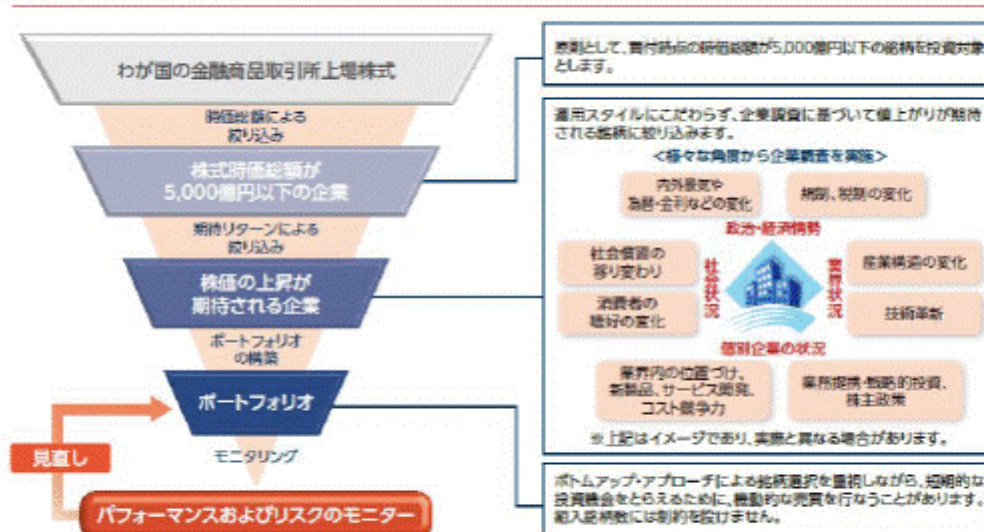 わが国の金融商品取引所上場株式
時価総額による
絞り込み
株式時価総額が
5,000億円以下の企業
期待リターンによる
絞り込み
株価の上昇が
期待される企業
ポートフォリオ
の構築
ポートフォリオ
見直し
モニタリング
パフォーマンスおよびリスクのモニター
原則として、買付時点の時価総額が5,000億円以下の銘柄を投資対象
とします。
運用スタイルにこだわらず、企業調査に基づいて値上がりが期待
される銘柄に絞り込みます。
<様々な角度から企業調査を実施>
内外景気や
為替・金利などの変化
規制、税制の変化
政治・経済情勢
社会慣習の
移り変わり
消費者の
嗜好の変化
社会状況
業界状況
産業構造の変化
技術革新
個別企業の状況
業界内の位置づけ、
新製品、サービス開発、
コスト競争力
業務提携・戦略的投資、
株主政策
※上記はイメージであり、実際と異なる場合があります。
ボトムアップ・アプローチによる銘柄選択を重視しながら、短期的な
投資機会をとらえるために、機動的な売買を行なうことがあります。
組入銘柄数には制約を設けません。